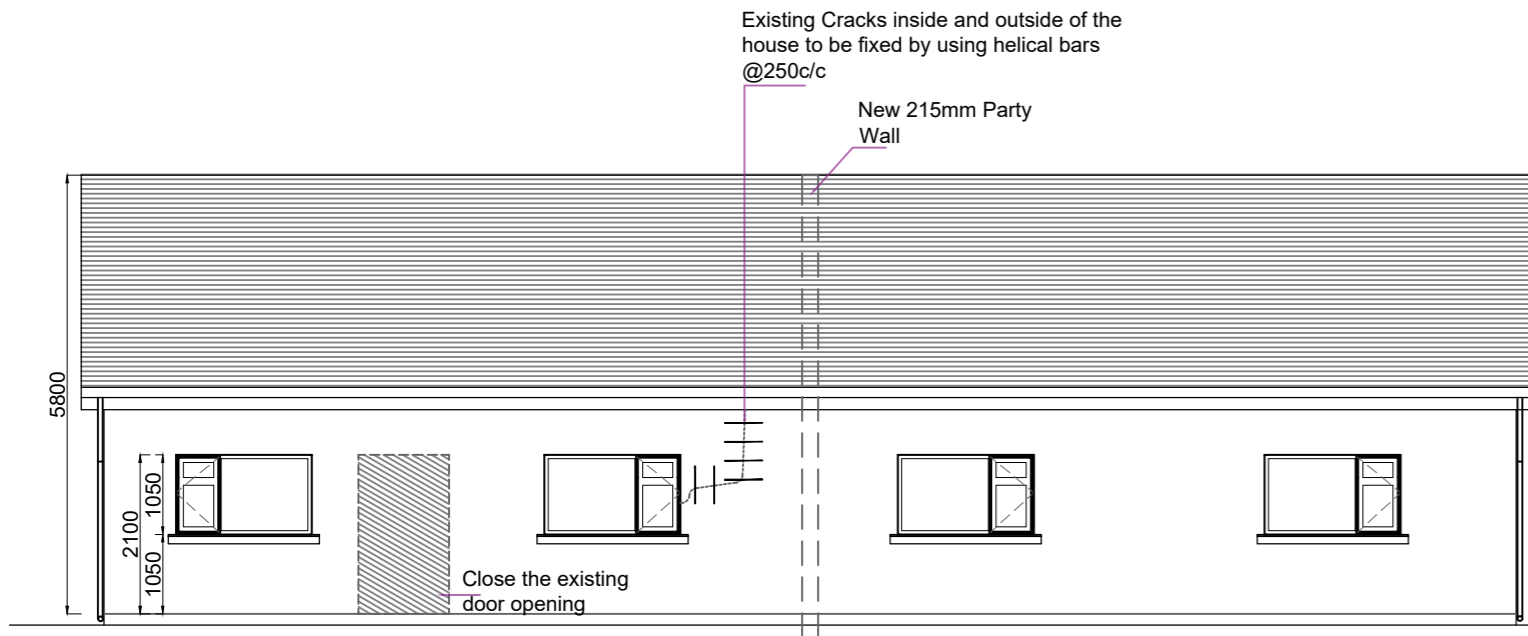 Existing Cracks inside and outside of the
house to be fixed by using helical bars
@250c/c
New 215mm Party
Wall
5800
2100
1050
1050
Close the existing
door opening